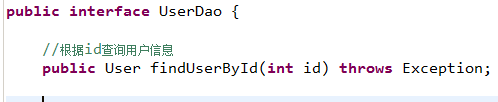 public interface UserDao {
//根据id查询用户信息
public User findUserById(int id) throws Exception;